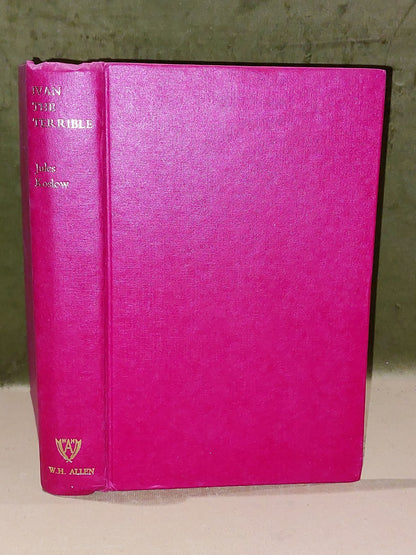 IVAN
THE
TERRIBLE
Jules
Koslow
W.H. ALLEN